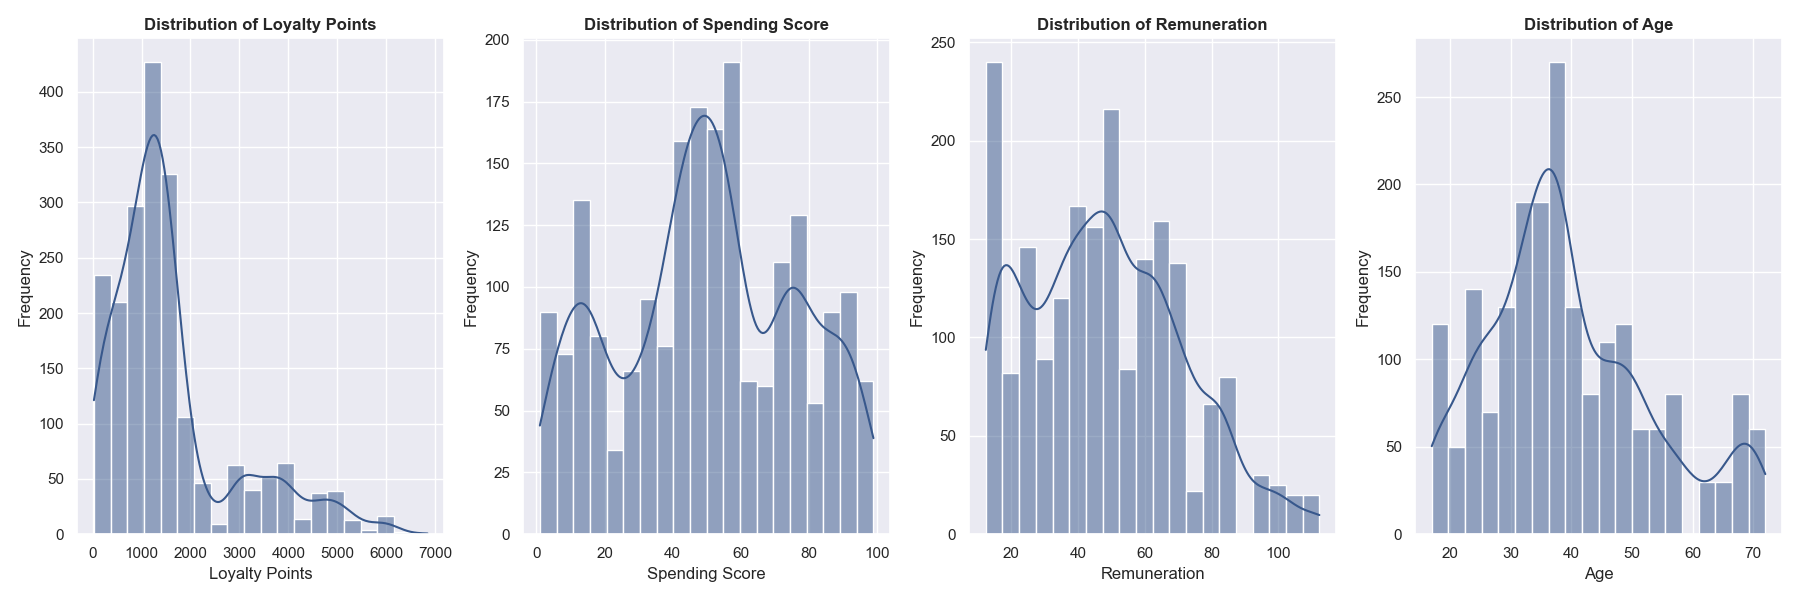 Distribution of Loyalty Points
Frequency
400
350
300
250
200
150
100
50
0
0 1000 2000 3000 4000 5000 6000 7000
Loyalty Points
Distribution of Spending Score
Frequency
200
175
150
125
100
75
50
25
0
0 20 40 60 80 100
Spending Score
Distribution of Remuneration
Frequency
250
200
150
100
50
0
20 40 60 80 100
Remuneration
Distribution of Age
Frequency
250
200
150
100
50
0
20 30 40 50 60 70
Age